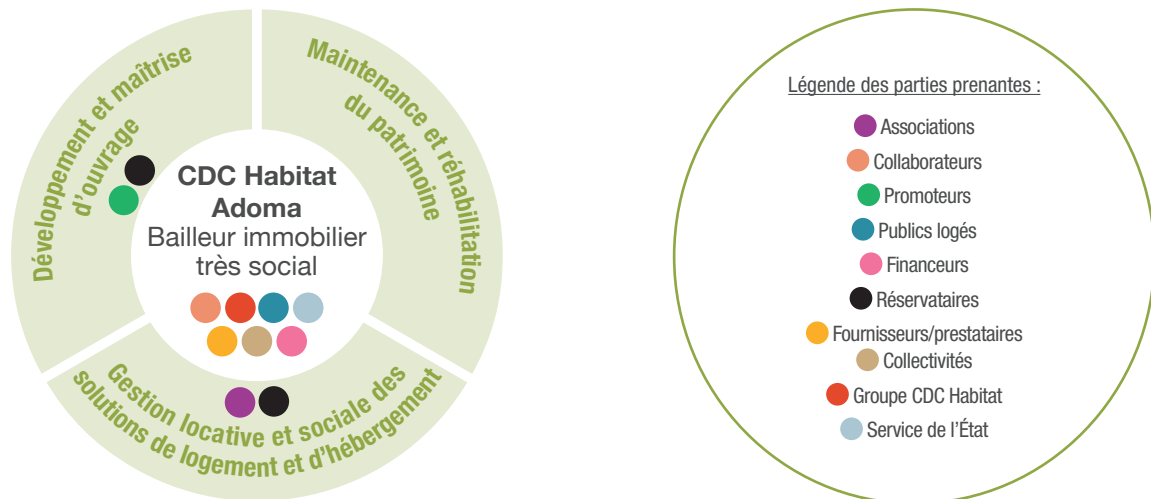 Développement et maîtrise
d'ouvrage
Maintenance et réhabilitation
du patrimoine
CDC Habitat
Adoma
Bailleur immobilier
très social
Gestion locative et sociale des
solutions de logement et d'hébergement
Légende des parties prenantes :
Associations
Collaborateurs
Promoteurs
Publics logés
Financeurs
Réservataires
Fournisseurs/prestataires
Collectivités
Groupe CDC Habitat
Service de l'État